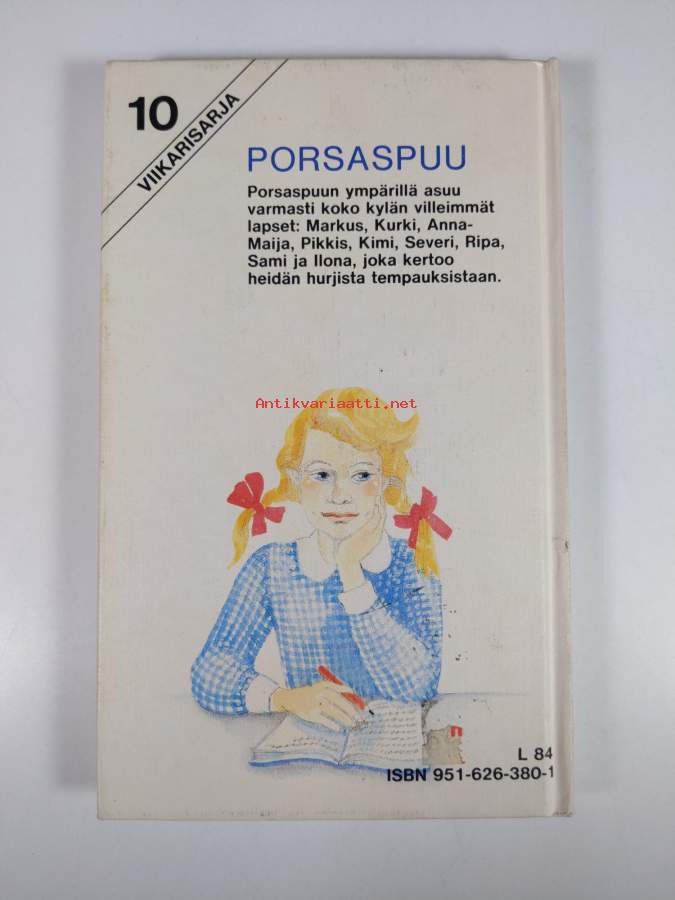 10
VIIKARISARJA
PORSASPUU
Porsaspuun ympärillä asuu
varmasti koko kylän villeimmät
lapset: Markus, Kurki, Anna-
Maija, Pikkis, Kimi, Severi, Ripa,
Sami ja Ilona, joka kertoo
heidän hurjista tempauksistaan.
Antikvariaatti.net
L 84
ISBN 951-626-380-1